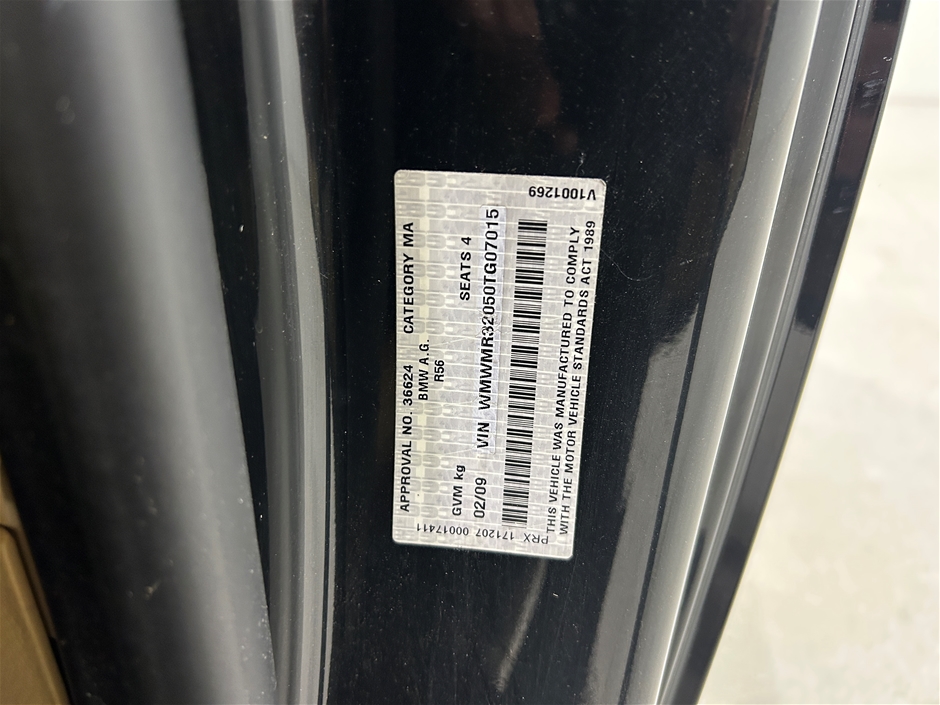 APPROVAL NO. 36624 CATEGORY MA
BMW A.G.
R56
GVM kg SEATS 4
02/09 VIN WMWMR32050TG07015
THIS VEHICLE WAS MANUFACTURED TO COMPLY
WITH THE MOTOR VEHICLE STANDARDS ACT 1989
V1001269
PRX 171207 00017411